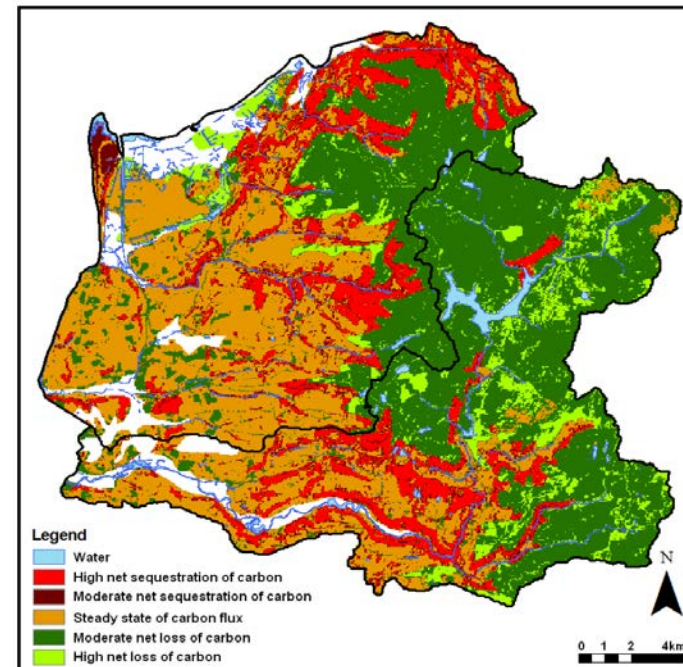 Legend
Water
High net sequestration of carbon
Moderate net sequestration of carbon
Steady state of carbon flux
Moderate net loss of carbon
High net loss of carbon
N
0 1 2 4km